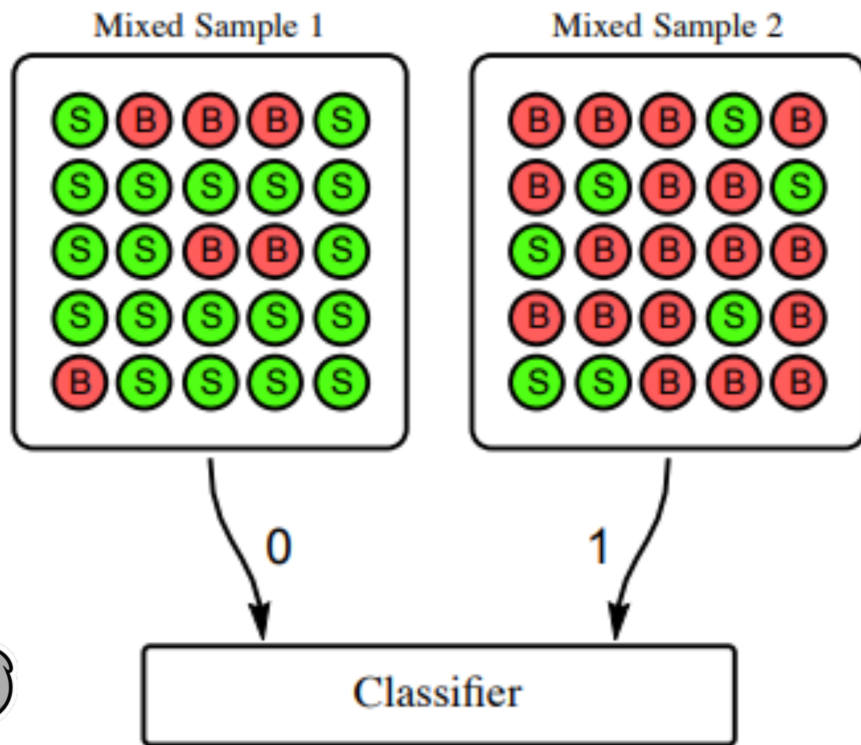 Mixed Sample 1 Mixed Sample 2
S B B B S B B B S B
S S S S S B S B B S
S S B B S S B B B B
S S S S S B B B S B
B S S S S S S B B B
0 1
Classifier